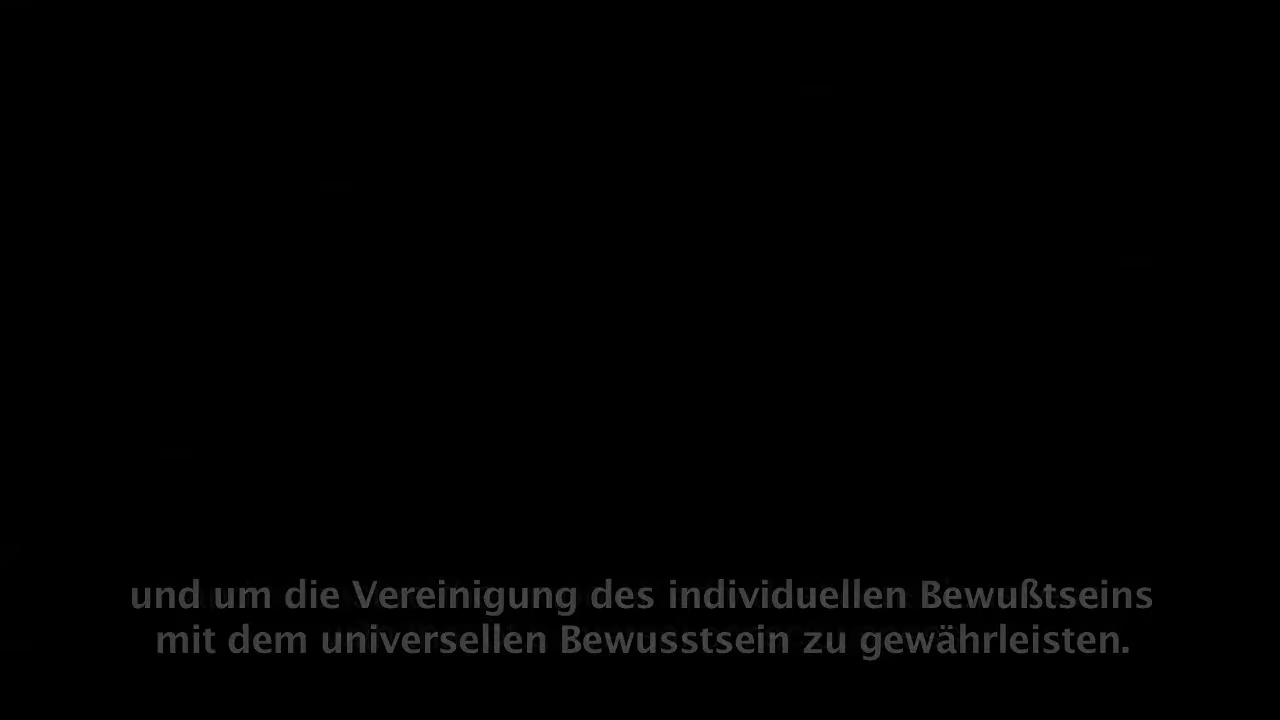 und um die Vereinigung des individuellen Bewußtseins
mit dem universellen Bewusstsein zu gewährleisten.